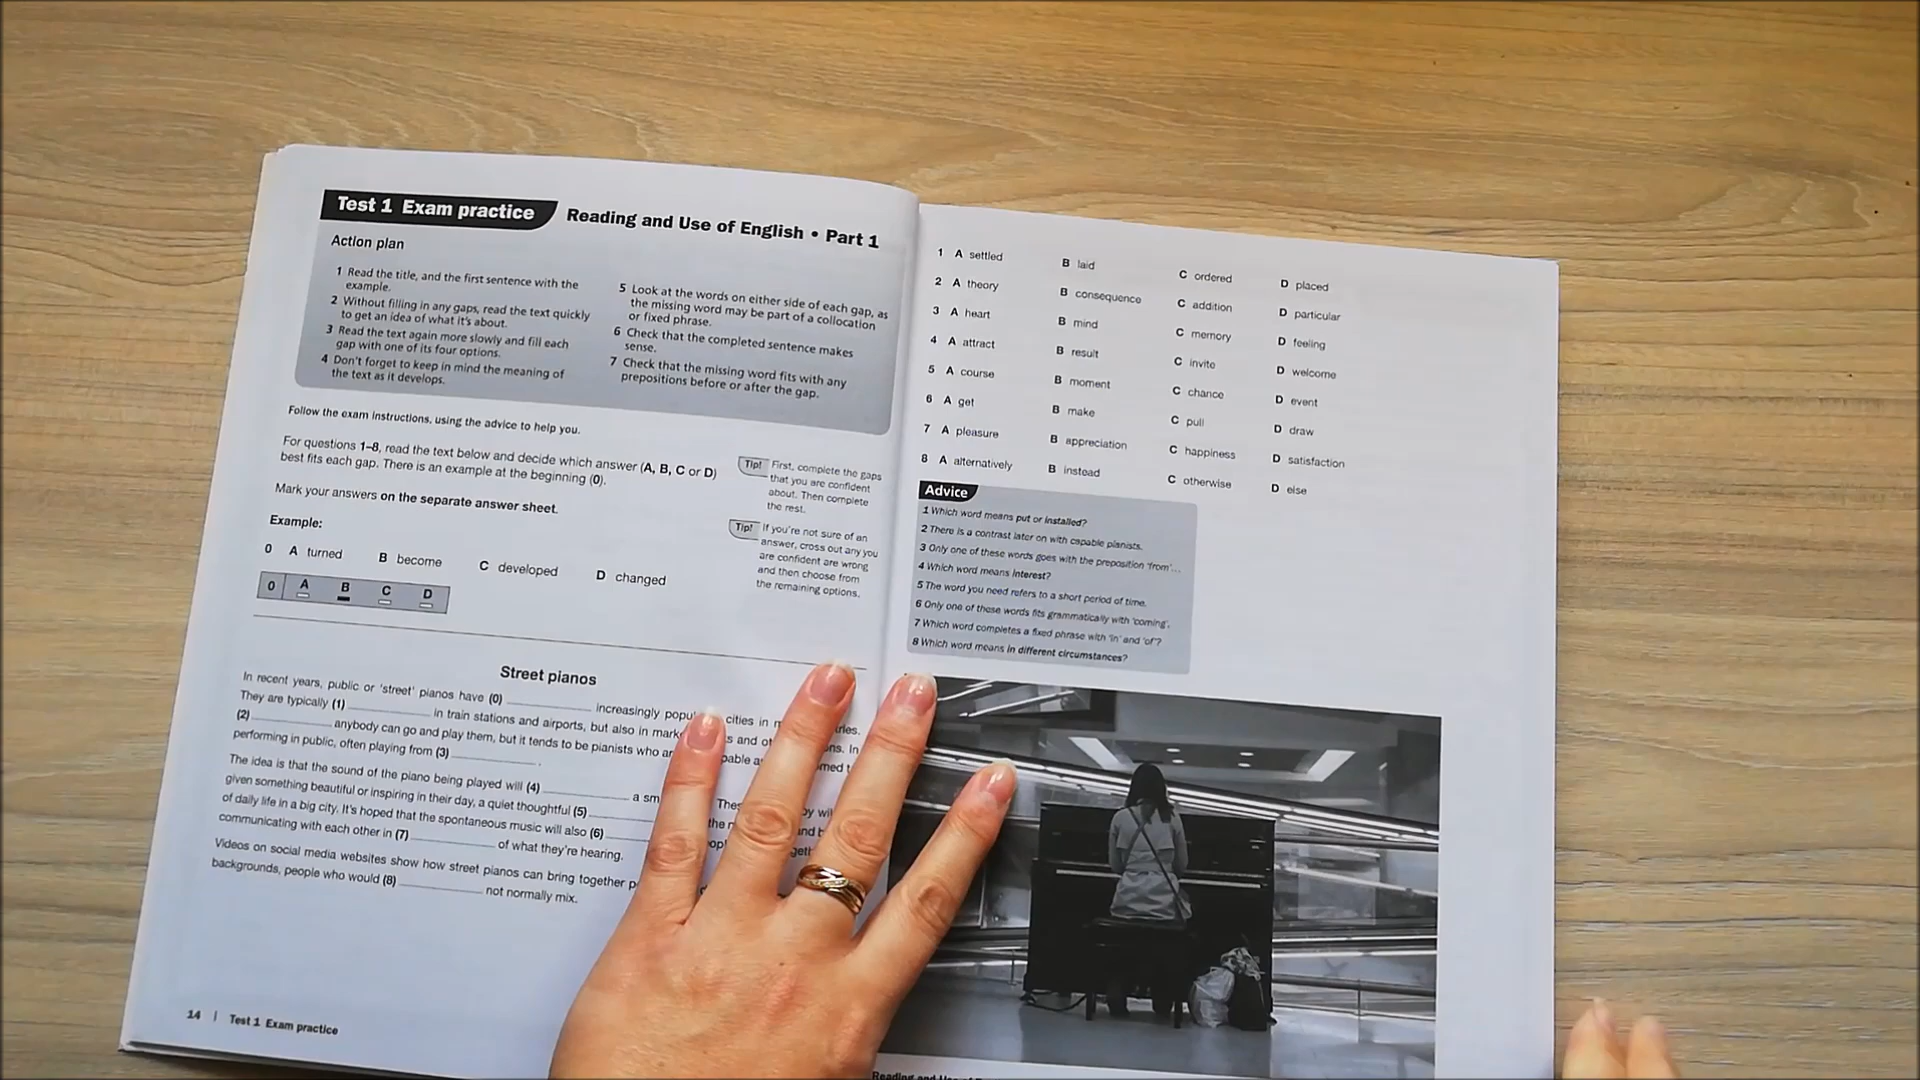 Test 1 Exam practice
Reading and Use of English • Part 1
Action plan
1 Read the title, and the first sentence with the
example.
2 Without filling in any gaps, read the text quickly
to get an idea of what it's about.
3 Read the text again more slowly and fill each
gap with one of its four options.
4 Don't forget to keep in mind the meaning of
the text as it develops.
5 Look at the words on either side of each gap, as
the missing word may be part of a collocation
or fixed phrase.
6 Check that the completed sentence makes
sense.
7 Check that the missing word fits with any
prepositions before or after the gap.
Follow the exam instructions, using the advice to help you.
For questions 1–8, read the text below and decide which answer (A, B, C or D)
best fits each gap. There is an example at the beginning (0).
Mark your answers on the separate answer sheet.
Tip! First, complete the gaps
that you are confident
about. Then complete
the rest.
Tip! If you're not sure of an
answer, cross out any you
are confident are wrong
and then choose from
the remaining options.
Example:
0 A turned B become C developed D changed
0 A B C D
Street pianos
In recent years, public or 'street' pianos have (0) ________ increasingly cities in
They are typically (1) ________ in train stations and airports, but also in and
(2) ________ anybody can go and play them, but it tends to be pianists who In
performing in public, often playing from (3) ________ .
The idea is that the sound of the piano being played will (4) ________ a
given something beautiful or inspiring in their day, a quiet thoughtful (5) ________
of daily life in a big city. It's hoped that the spontaneous music will also (6) ________
communicating with each other in (7) ________ of what they're hearing.
Videos on social media websites show how street pianos can bring together
backgrounds, people who would (8) ________ not normally mix.
14 | Test 1 Exam practice
1 A settled B laid C ordered D placed
2 A theory B consequence C addition D particular
3 A heart B mind C memory D feeling
4 A attract B result C invite D welcome
5 A course B moment C chance D event
6 A get B make C pull D draw
7 A pleasure B appreciation C happiness D satisfaction
8 A alternatively B instead C otherwise D else
Advice
1 Which word means put or installed?
2 There is a contrast later on with capable pianists.
3 Only one of these words goes with the preposition 'from'...
4 Which word means interest?
5 The word you need refers to a short period of time.
6 Only one of these words fits grammatically with 'coming'.
7 Which word completes a fixed phrase with 'in' and 'of'?
8 Which word means in different circumstances?
Reading and Use of